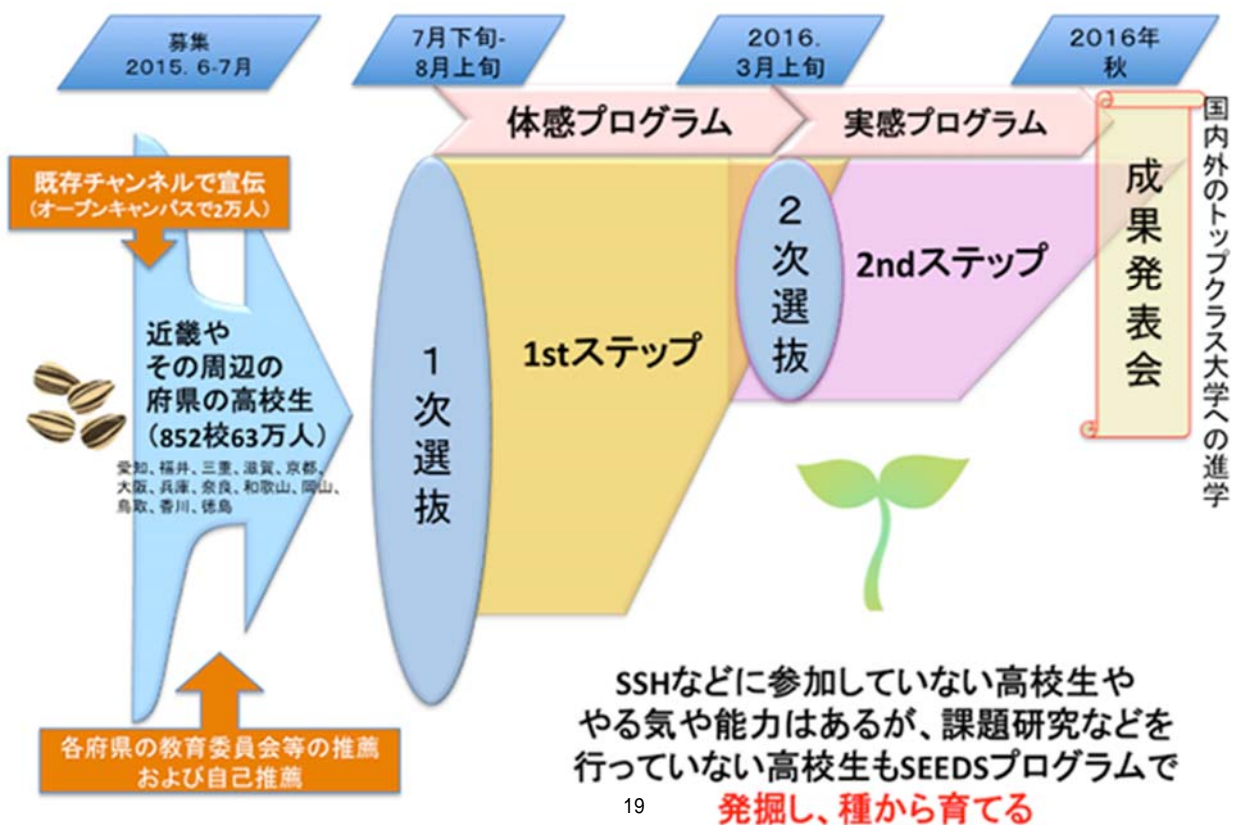 募集
2015. 6-7月
7月下旬-
8月上旬
2016.
3月上旬
2016年
秋
体感プログラム
実感プログラム
既存チャンネルで宣伝
(オープンキャンパスで2万人)
近畿や
その周辺の
府県の高校生
(852校63万人)
愛知、福井、三重、滋賀、京都、
大阪、兵庫、奈良、和歌山、岡山、
鳥取、香川、徳島
各府県の教育委員会等の推薦
および自己推薦
1次選抜
1stステップ
2次選抜
2ndステップ
成果発表会
国内外のトップクラス大学への進学
SSHなどに参加していない高校生や
やる気や能力はあるが、課題研究などを
行っていない高校生もSEEDSプログラムで
発掘し、種から育てる
19